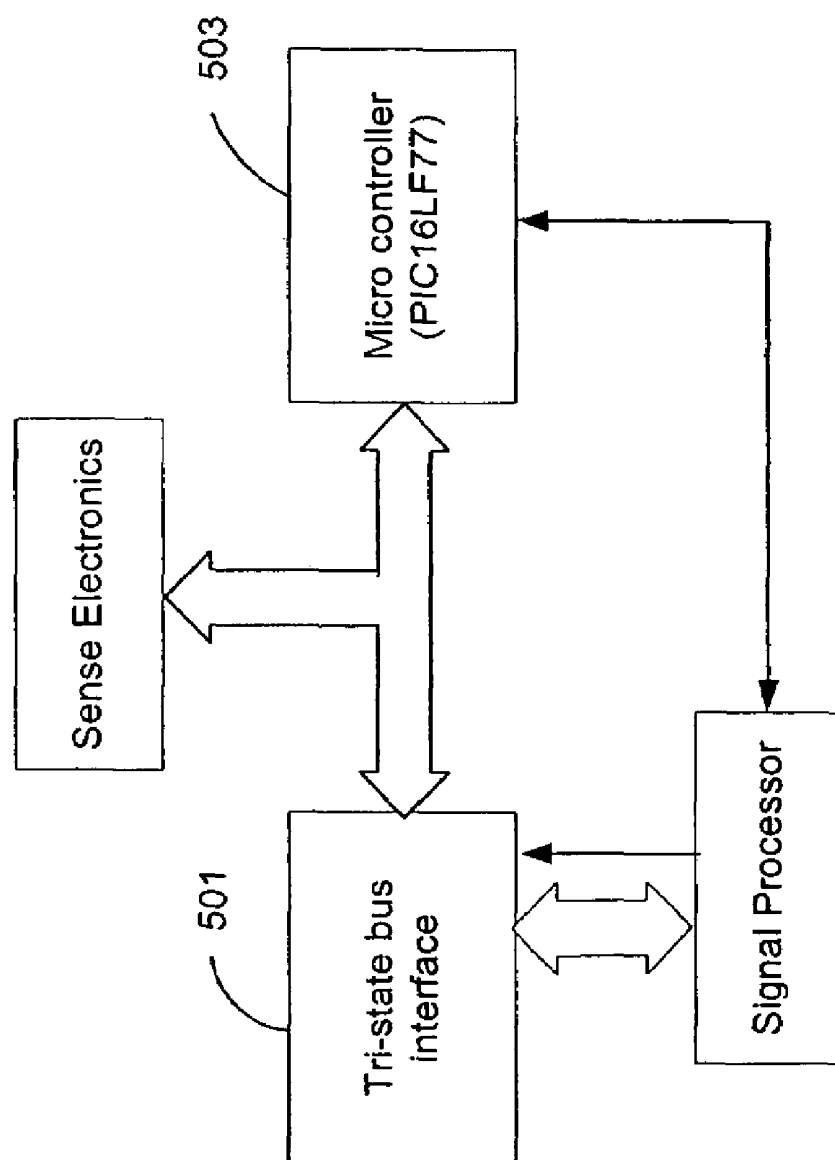 Sense Electronics
501
503
Tri-state bus
interface
Micro controller
(PIC16LF77)
Signal Processor